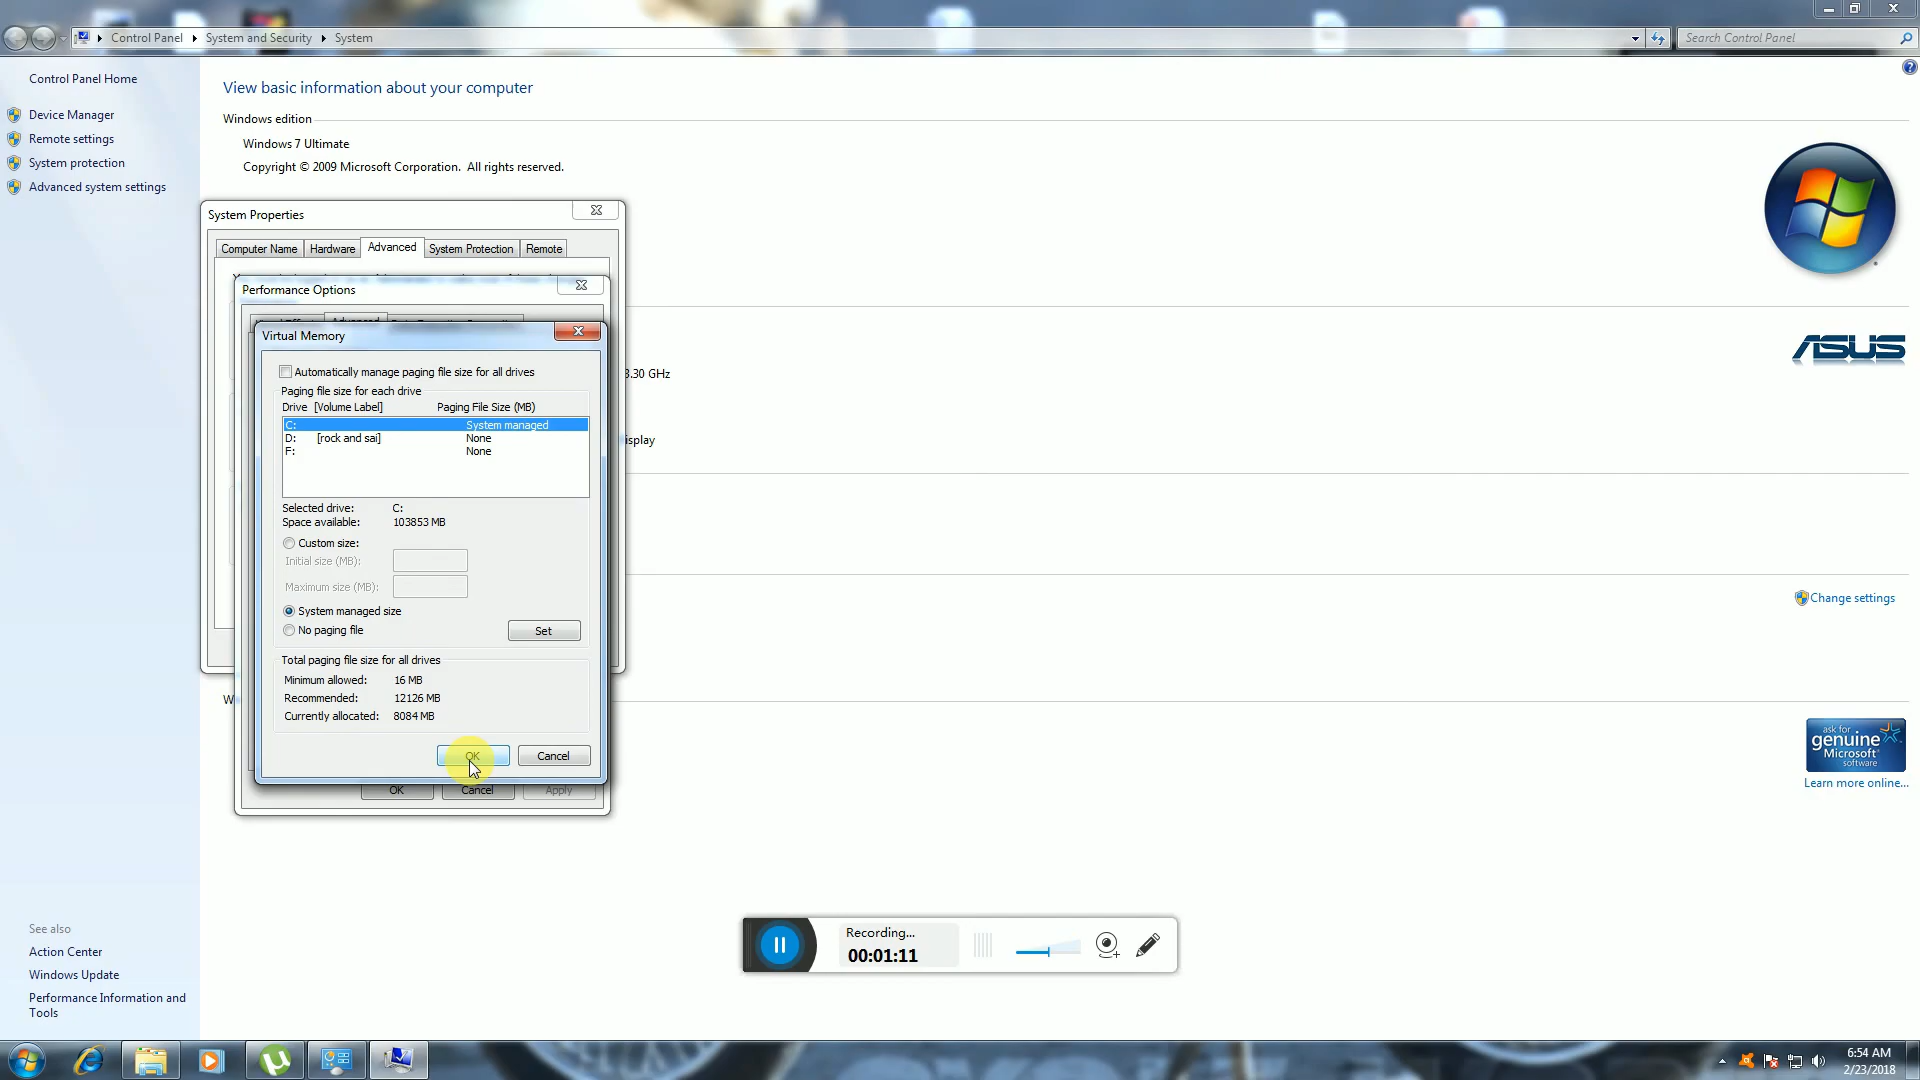 Control Panel ▸ System and Security ▸ System
Search Control Panel
Control Panel Home
Device Manager
Remote settings
System protection
Advanced system settings
View basic information about your computer
Windows edition
Windows 7 Ultimate
Copyright © 2009 Microsoft Corporation. All rights reserved.
System Properties
Computer Name Hardware Advanced System Protection Remote
Performance Options
Advanced
Virtual Memory
Automatically manage paging file size for all drives
Paging file size for each drive
Drive [Volume Label] Paging File Size (MB)
C: System managed
D: [rock and sai] None
F: None
Selected drive: C:
Space available: 103853 MB
Custom size:
Initial size (MB):
Maximum size (MB):
System managed size
No paging file
Set
Total paging file size for all drives
Minimum allowed: 16 MB
Recommended: 12126 MB
Currently allocated: 8084 MB
OK Cancel
OK Cancel Apply
3.30 GHz
isplay
ASUS
Change settings
ask for
genuine
Microsoft
software
Learn more online...
See also
Action Center
Windows Update
Performance Information and
Tools
Recording...
00:01:11
6:54 AM
2/23/2018